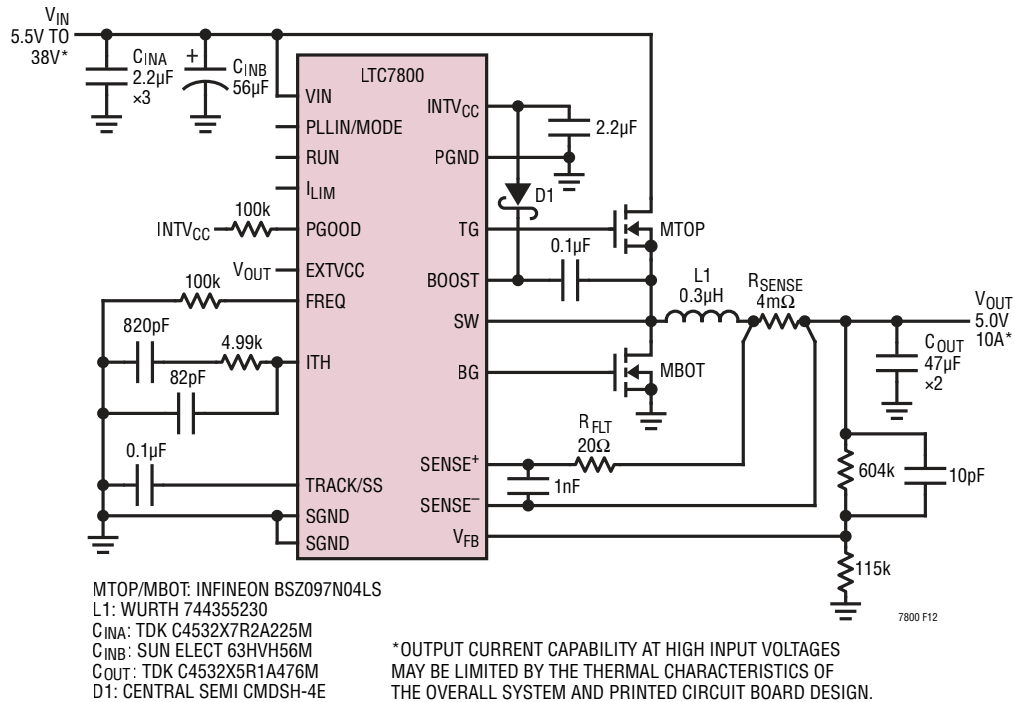 VIN
5.5V TO
38V*
CINA
2.2µF
×3
+
CINB
56µF
LTC7800
VIN
PLLIN/MODE
RUN
ILIM
INTVCC
100k
PGOOD
VOUT
EXTVCC
100k
FREQ
820pF
4.99k
ITH
82pF
0.1µF
TRACK/SS
SGND
SGND
INTVCC
2.2µF
PGND
D1
TG
MTOP
0.1µF
BOOST
SW
L1
0.3µH
RSENSE
4mΩ
VOUT
5.0V
10A*
COUT
47µF
×2
BG
MBOT
RFLT
20Ω
SENSE+
1nF
SENSE–
VFB
604k
10pF
115k
7800 F12
MTOP/MBOT: INFINEON BSZ097N04LS
L1: WURTH 744355230
CINA: TDK C4532X7R2A225M
CINB: SUN ELECT 63HVH56M
COUT: TDK C4532X5R1A476M
D1: CENTRAL SEMI CMDSH-4E
*OUTPUT CURRENT CAPABILITY AT HIGH INPUT VOLTAGES
MAY BE LIMITED BY THE THERMAL CHARACTERISTICS OF
THE OVERALL SYSTEM AND PRINTED CIRCUIT BOARD DESIGN.